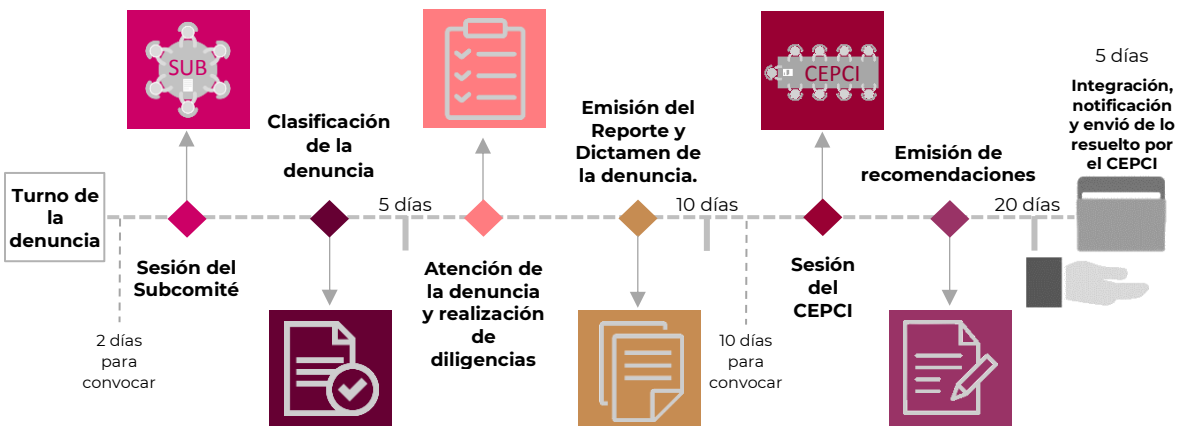 Turno de
la
denuncia
2 días
para
convocar
SUB
Sesión del
Subcomité
Clasificación
de la
denuncia
5 días
Atención de
la denuncia
y realización
de
diligencias
Emisión del
Reporte y
Dictamen de
la denuncia.
10 días
10 días
para
convocar
CEPCI
Sesión
del
CEPCI
Emisión de
recomendaciones
20 días
5 días
Integración,
notificación
y envió de lo
resuelto por
el CEPCI